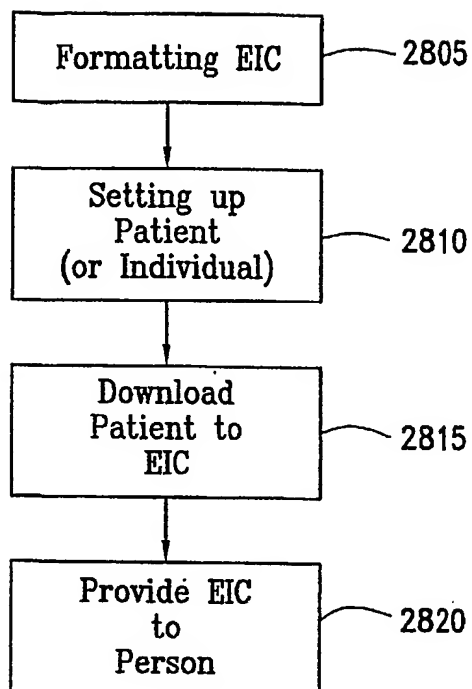 Formatting EIC
2805
Setting up
Patient
(or Individual)
2810
Download
Patient to
EIC
2815
Provide EIC
to
Person
2820